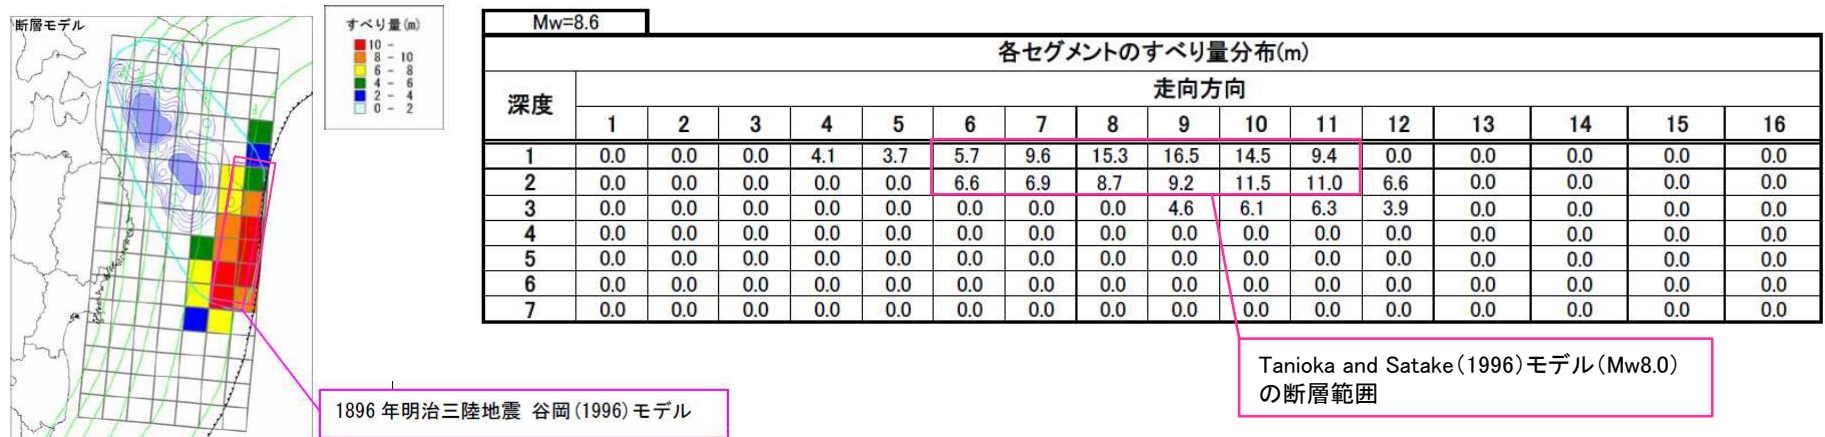 断層モデル
すべり量(m)
10 -
8 - 10
6 - 8
4 - 6
2 - 4
0 - 2
1896年明治三陸地震 谷岡(1996)モデル
Mw=8.6
各セグメントのすべり量分布(m)
深度 走向方向
1 2 3 4 5 6 7 8 9 10 11 12 13 14 15 16
1 0.0 0.0 0.0 4.1 3.7 5.7 9.6 15.3 16.5 14.5 9.4 0.0 0.0 0.0 0.0 0.0
2 0.0 0.0 0.0 0.0 0.0 6.6 6.9 8.7 9.2 11.5 11.0 6.6 0.0 0.0 0.0 0.0
3 0.0 0.0 0.0 0.0 0.0 0.0 0.0 0.0 4.6 6.1 6.3 3.9 0.0 0.0 0.0 0.0
4 0.0 0.0 0.0 0.0 0.0 0.0 0.0 0.0 0.0 0.0 0.0 0.0 0.0 0.0 0.0 0.0
5 0.0 0.0 0.0 0.0 0.0 0.0 0.0 0.0 0.0 0.0 0.0 0.0 0.0 0.0 0.0 0.0
6 0.0 0.0 0.0 0.0 0.0 0.0 0.0 0.0 0.0 0.0 0.0 0.0 0.0 0.0 0.0 0.0
7 0.0 0.0 0.0 0.0 0.0 0.0 0.0 0.0 0.0 0.0 0.0 0.0 0.0 0.0 0.0 0.0
Tanioka and Satake(1996)モデル(Mw8.0)
の断層範囲